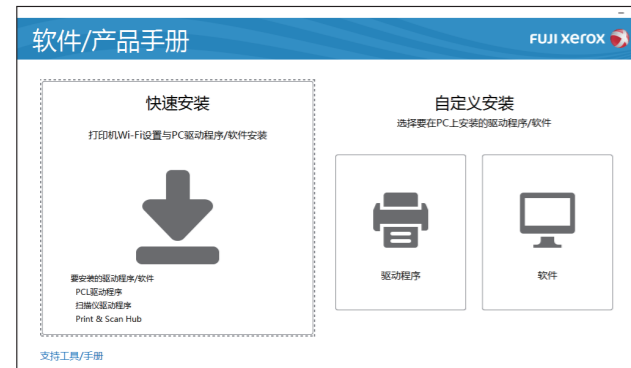 软件/产品手册
FUJI xerox
快速安装
打印机Wi-Fi设置与PC驱动程序/软件安装
要安装的驱动程序/软件
PCL驱动程序
扫描仪驱动程序
Print & Scan Hub
自定义安装
选择要在PC上安装的驱动程序/软件
驱动程序
软件
支持工具/手册